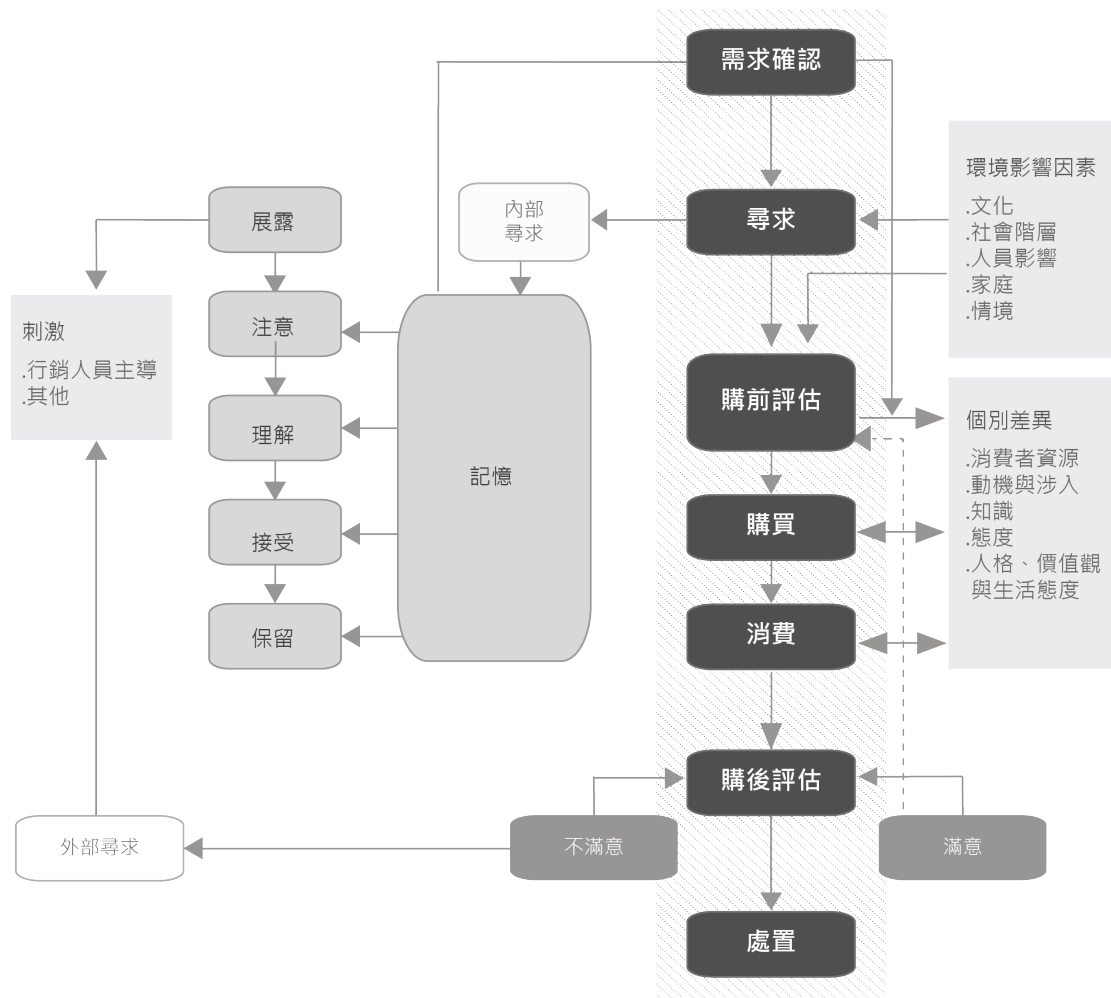 需求確認
環境影響因素
.文化
.社會階層
.人員影響
.家庭
.情境
展露
內部
尋求
尋求
注意
刺激
.行銷人員主導
.其他
理解
購前評估
個別差異
.消費者資源
.動機與涉入
.知識
.態度
.人格、價值觀
與生活態度
記憶
接受
購買
保留
消費
購後評估
外部尋求
不滿意
滿意
處置